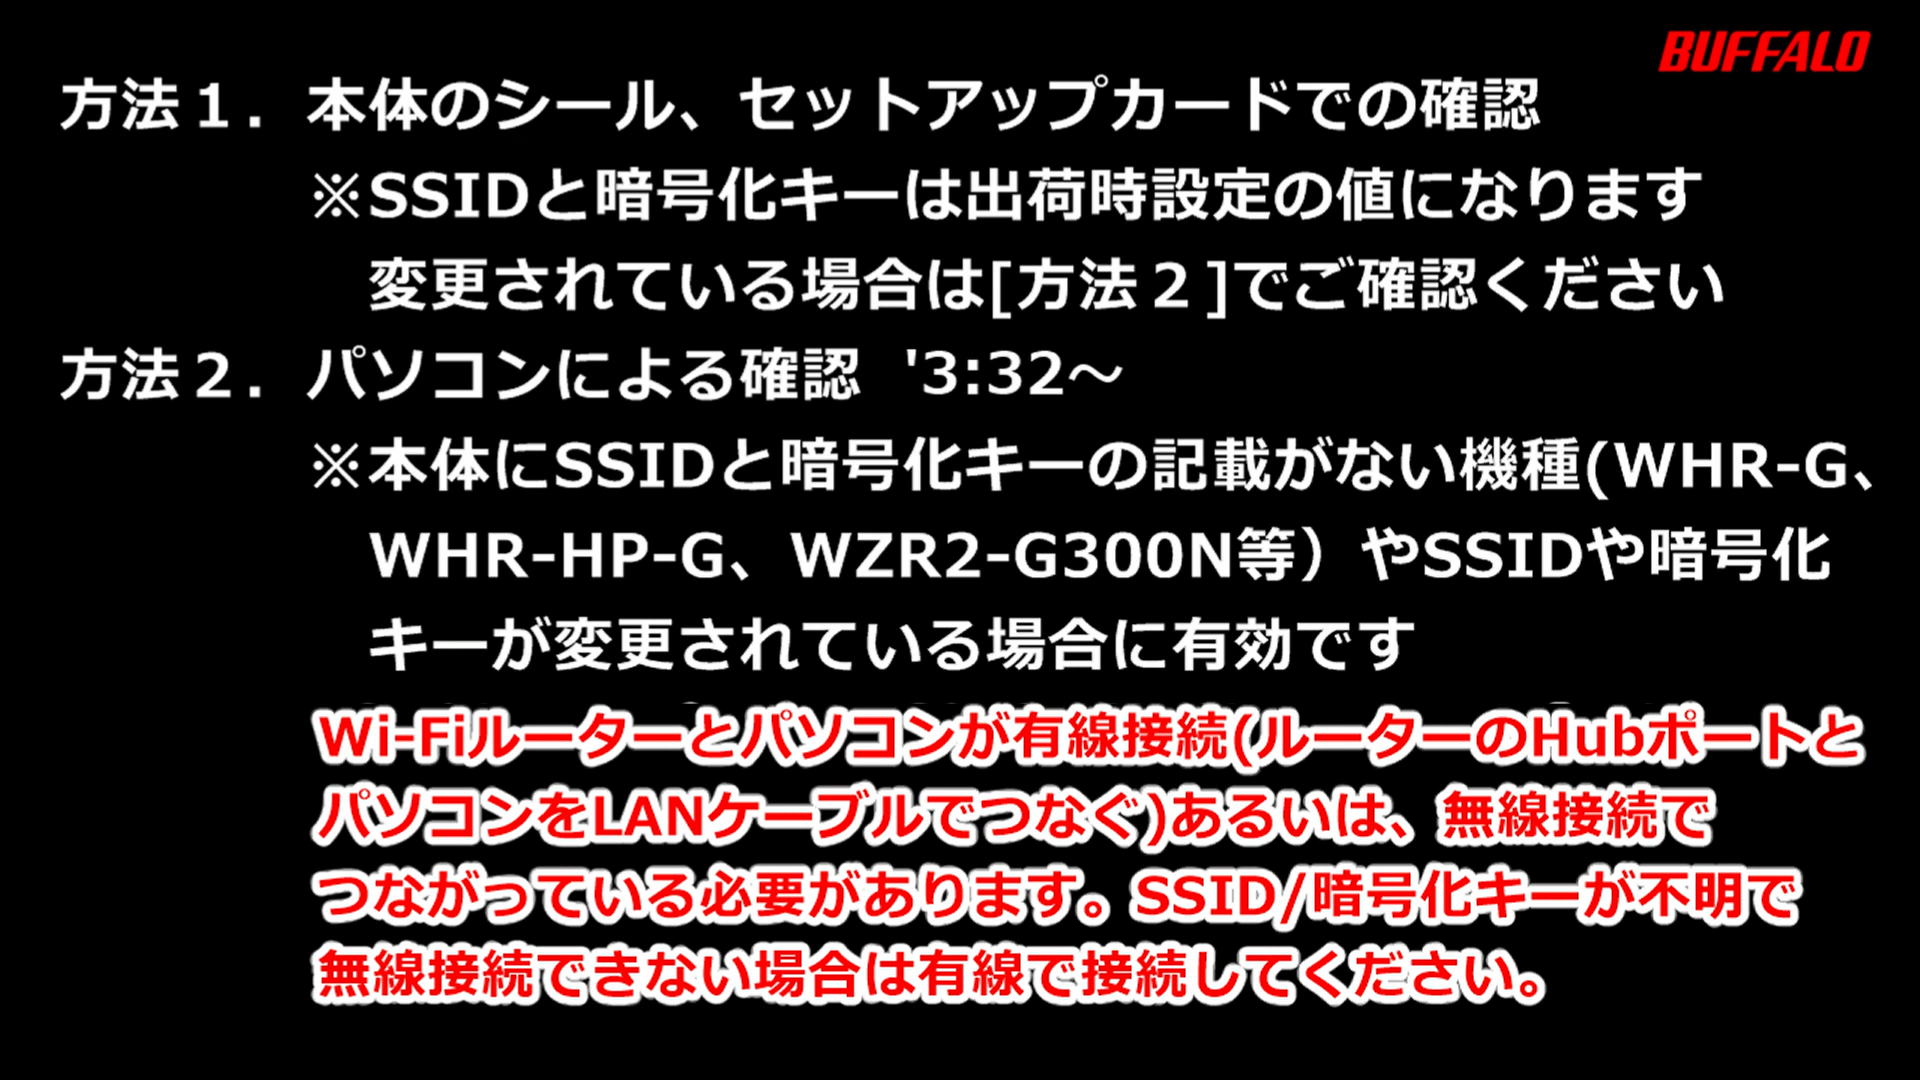 BUFFALO
方法１．本体のシール、セットアップカードでの確認
※SSIDと暗号化キーは出荷時設定の値になります
変更されている場合は[方法２]でご確認ください
方法２．パソコンによる確認 '3:32～
※本体にSSIDと暗号化キーの記載がない機種(WHR-G、
WHR-HP-G、WZR2-G300N等）やSSIDや暗号化
キーが変更されている場合に有効です
Wi-Fiルーターとパソコンが有線接続(ルーターのHubポートと
パソコンをLANケーブルでつなぐ)あるいは、無線接続で
つながっている必要があります。SSID/暗号化キーが不明で
無線接続できない場合は有線で接続してください。